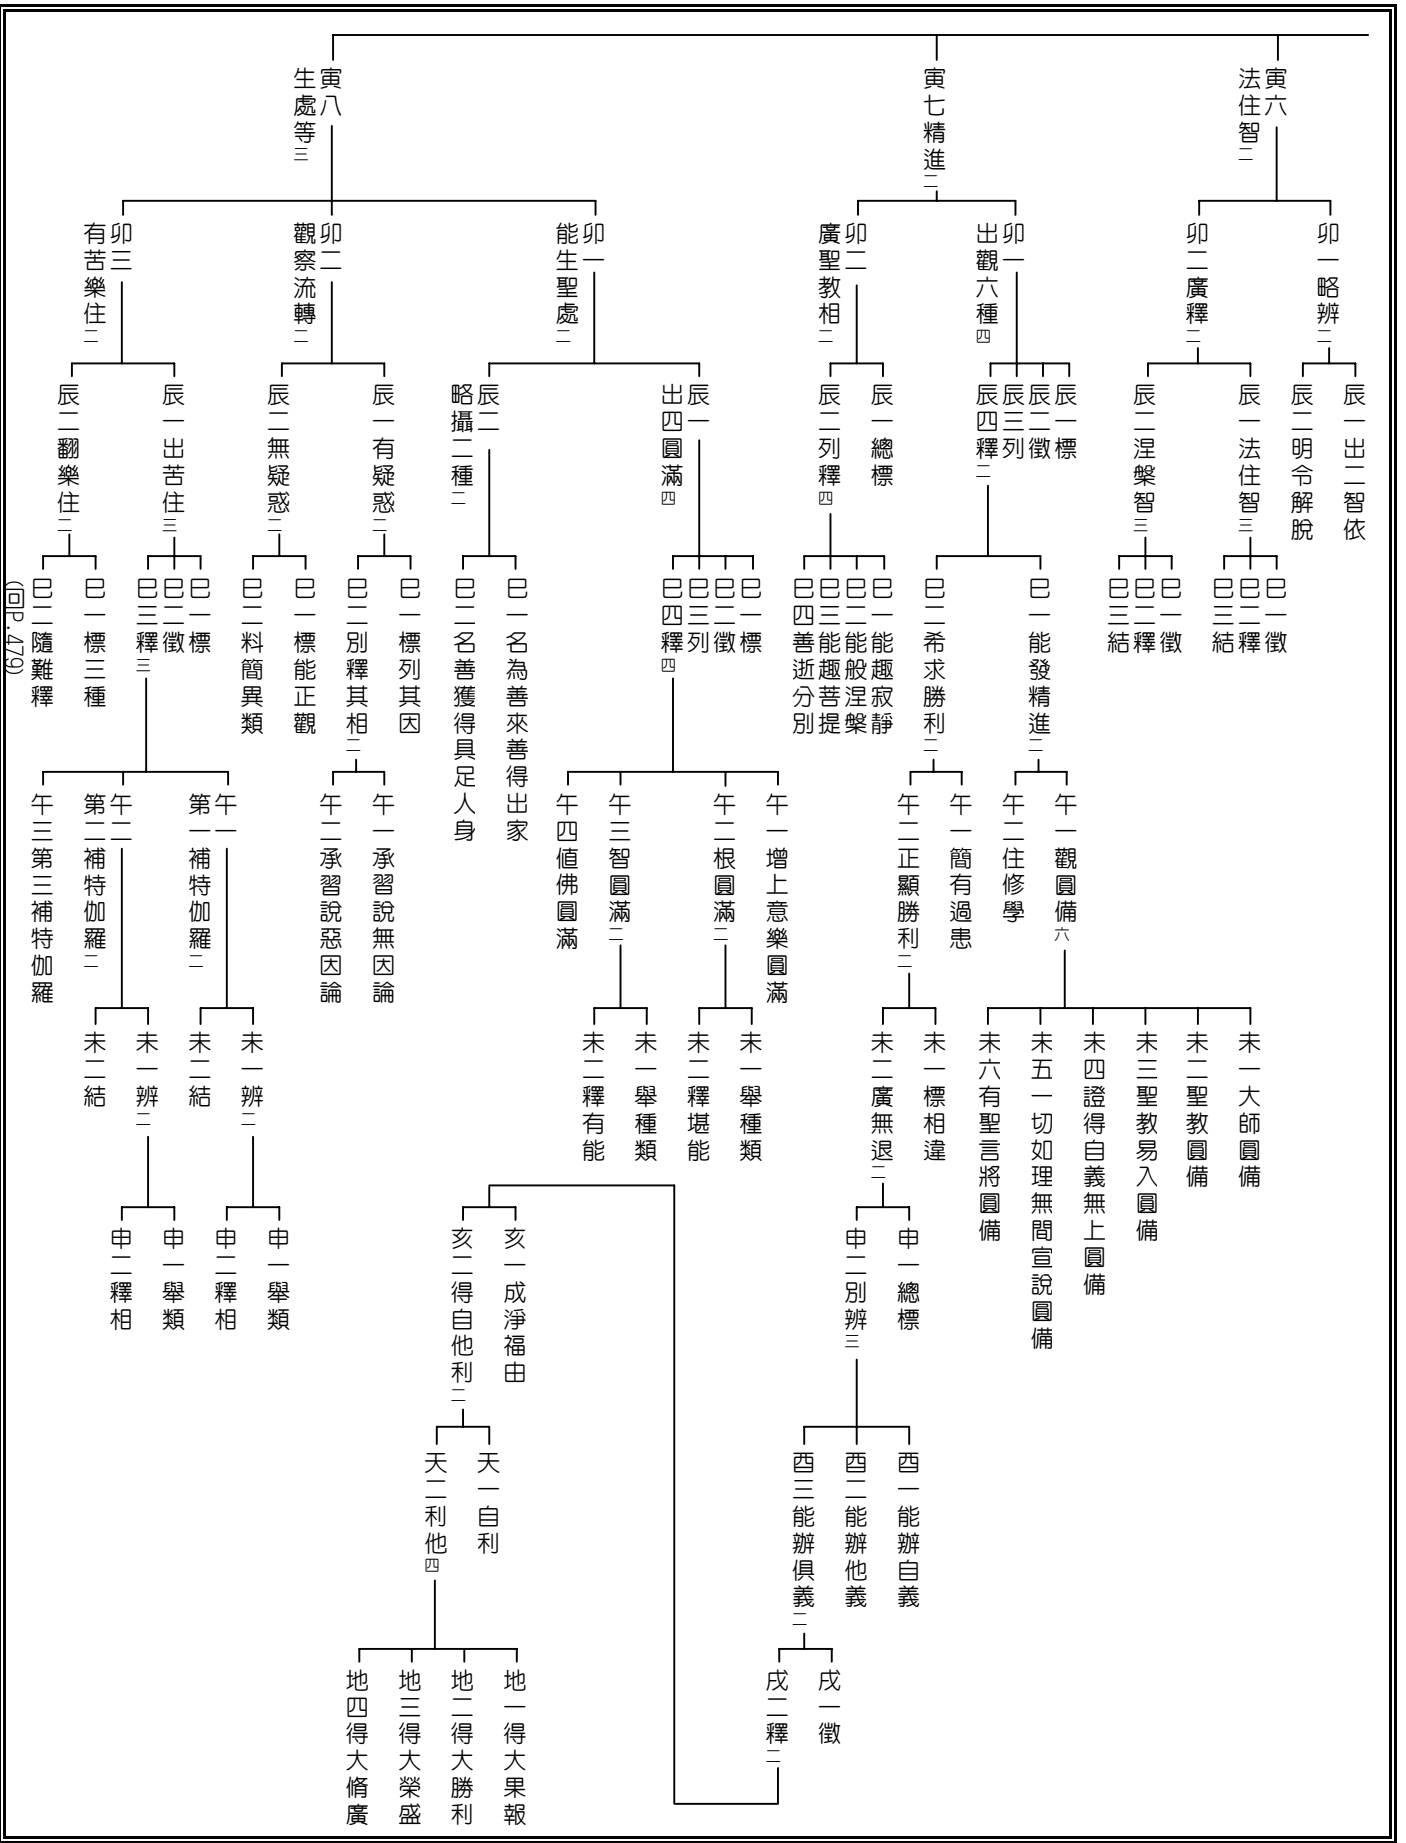 寅六
法住智二
寅七精進二
寅八
生處等三
卯一略辨二
卯二廣釋二
卯一
出觀六種四
卯二
廣聖教相二
卯一
能生聖處二
卯二
觀察流轉二
卯三
有苦樂住二
辰一出二智依
辰二明令解脫
辰一法住智三
辰二涅槃智三
辰一標
辰二徵
辰三列
辰四釋二
辰一總標
辰二列釋四
辰一
出四圓滿四
辰二
略攝二種二
辰一有疑惑二
辰二無疑惑二
辰一出苦住三
辰二翻樂住二
巳一徵
巳二釋
巳三結
巳一徵
巳二釋
巳三結
巳一能發精進二
巳二希求勝利二
巳一能趣寂靜
巳二能般涅槃
巳三能趣菩提
巳四善逝分別
巳一標
巳二徵
巳三列
巳四釋四
巳一名為善來善得出家
巳二名善獲得具足人身
巳一標列其因
巳二別釋其相二
巳一標能正觀
巳二料簡異類
巳一標
巳二徵
巳三釋三
巳一標三種
巳二隨難釋
(回P.479)
午一觀圓備六
午二住修學
午一簡有過患
午二正顯勝利二
午一增上意樂圓滿
午二根圓滿二
午三智圓滿二
午四值佛圓滿
午一承習說無因論
午二承習說惡因論
午一
第一補特伽羅二
午二
第二補特伽羅二
午三第三補特伽羅
未一大師圓備
未二聖教圓備
未三聖教易入圓備
未四證得自義無上圓備
未五一切如理無間宣說圓備
未六有聖言將圓備
未一標相違
未二廣無退二
未一舉種類
未二釋堪能
未一舉種類
未二釋有能
未一辨二
未二結
未一辨二
未二結
申一總標
申二別辨三
申一舉類
申二釋相
申一舉類
申二釋相
酉一能辦自義
酉二能辦他義
酉三能辦俱義二
戌一徵
戌二釋二
亥一成淨福田
亥二得自他利二
天一自利
天二利他四
地一得大果報
地二得大勝利
地三得大榮盛
地四得大脩廣